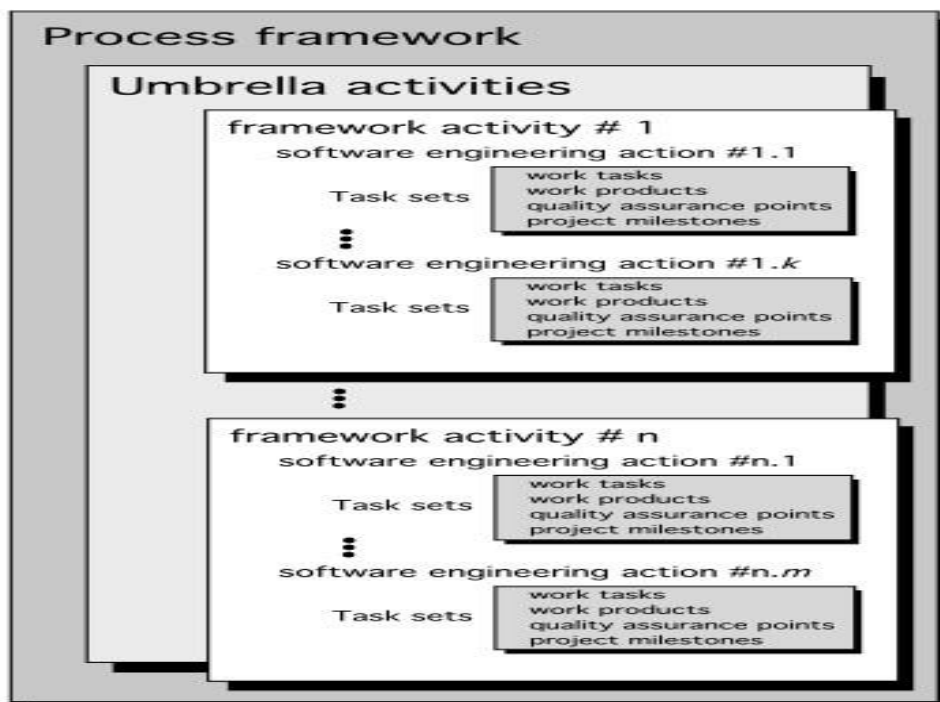 Process framework
Umbrella activities
framework activity # 1
software engineering action #1.1
Task sets
work tasks
work products
quality assurance points
project milestones
software engineering action #1.k
Task sets
work tasks
work products
quality assurance points
project milestones
framework activity # n
software engineering action #n.1
Task sets
work tasks
work products
quality assurance points
project milestones
software engineering action #n.m
Task sets
work tasks
work products
quality assurance points
project milestones